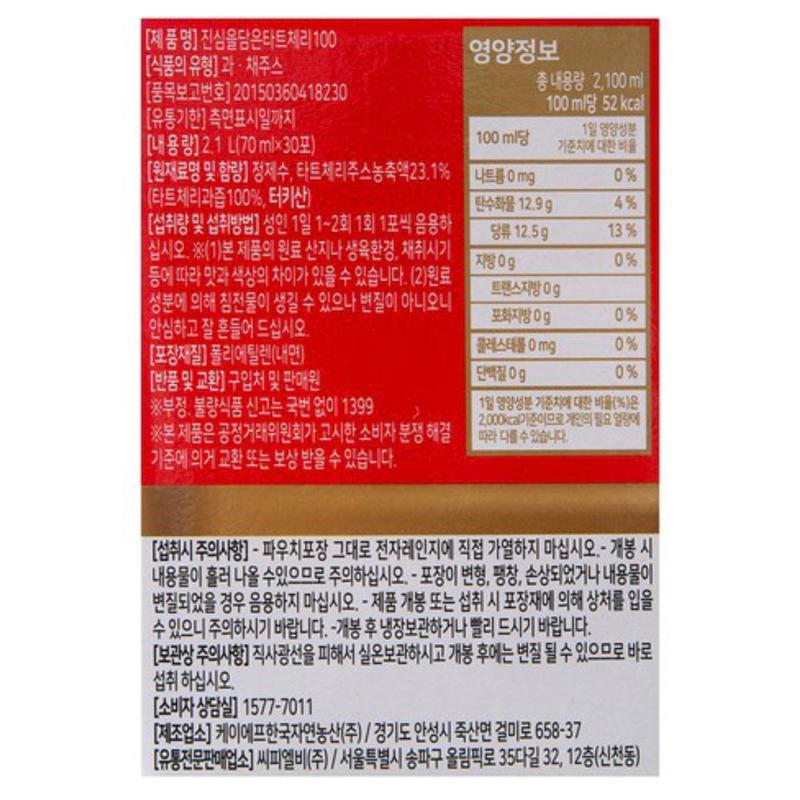 [제품명] 진심을담은타트체리100
[식품의 유형] 과·채주스
[품목보고번호] 20150360418230
[유통기한] 측면표시일까지
[내용량] 2.1 L(70 ml×30포)
[원재료명 및 함량] 정제수, 타트체리주스농축액23.1%
(타트체리과즙100%, 터키산)
[섭취량 및 섭취방법] 성인 1일 1~2회 1회 1포씩 음용하
십시오. ※(1)본 제품의 원료 산지나 생육환경, 채취시기
등에 따라 맛과 색상의 차이가 있을 수 있습니다. (2)원료
성분에 의해 침전물이 생길 수 있으나 변질이 아니오니
안심하고 잘 흔들어 드십시오.
[포장재질] 폴리에틸렌(내면)
[반품 및 교환] 구입처 및 판매원
※부정·불량식품 신고는 국번 없이 1399
※본 제품은 공정거래위원회가 고시한 소비자 분쟁 해결
기준에 의거 교환 또는 보상 받을 수 있습니다.
영양정보
총 내용량 2,100 ml
100 ml당 52 kcal
100 ml당 1일 영양성분
기준치에 대한 비율
나트륨 0 mg 0 %
탄수화물 12.9 g 4 %
당류 12.5 g 13 %
지방 0 g 0 %
트랜스지방 0 g
포화지방 0 g 0 %
콜레스테롤 0 mg 0 %
단백질 0 g 0 %
1일 영양성분 기준치에 대한 비율(%)은
2,000kcal기준이므로 개인의 필요 열량에
따라 다를 수 있습니다.
[섭취시 주의사항] - 파우치포장 그대로 전자레인지에 직접 가열하지 마십시오.- 개봉 시
내용물이 흘러 나올 수있으므로 주의하십시오. - 포장이 변형, 팽창, 손상되었거나 내용물이
변질되었을 경우 음용하지 마십시오. - 제품 개봉 또는 섭취 시 포장재에 의해 상처를 입을
수 있으니 주의하시기 바랍니다. -개봉 후 냉장보관하거나 빨리 드시기 바랍니다.
[보관상 주의사항] 직사광선을 피해서 실온보관하시고 개봉 후에는 변질 될 수 있으므로 바로
섭취 하십시오.
[소비자 상담실] 1577-7011
[제조업소] 케이에프한국자연농산(주) / 경기도 안성시 죽산면 걸미로 658-37
[유통전문판매업소] 씨피엘비(주) / 서울특별시 송파구 올림픽로 35다길 32, 12층(신천동)